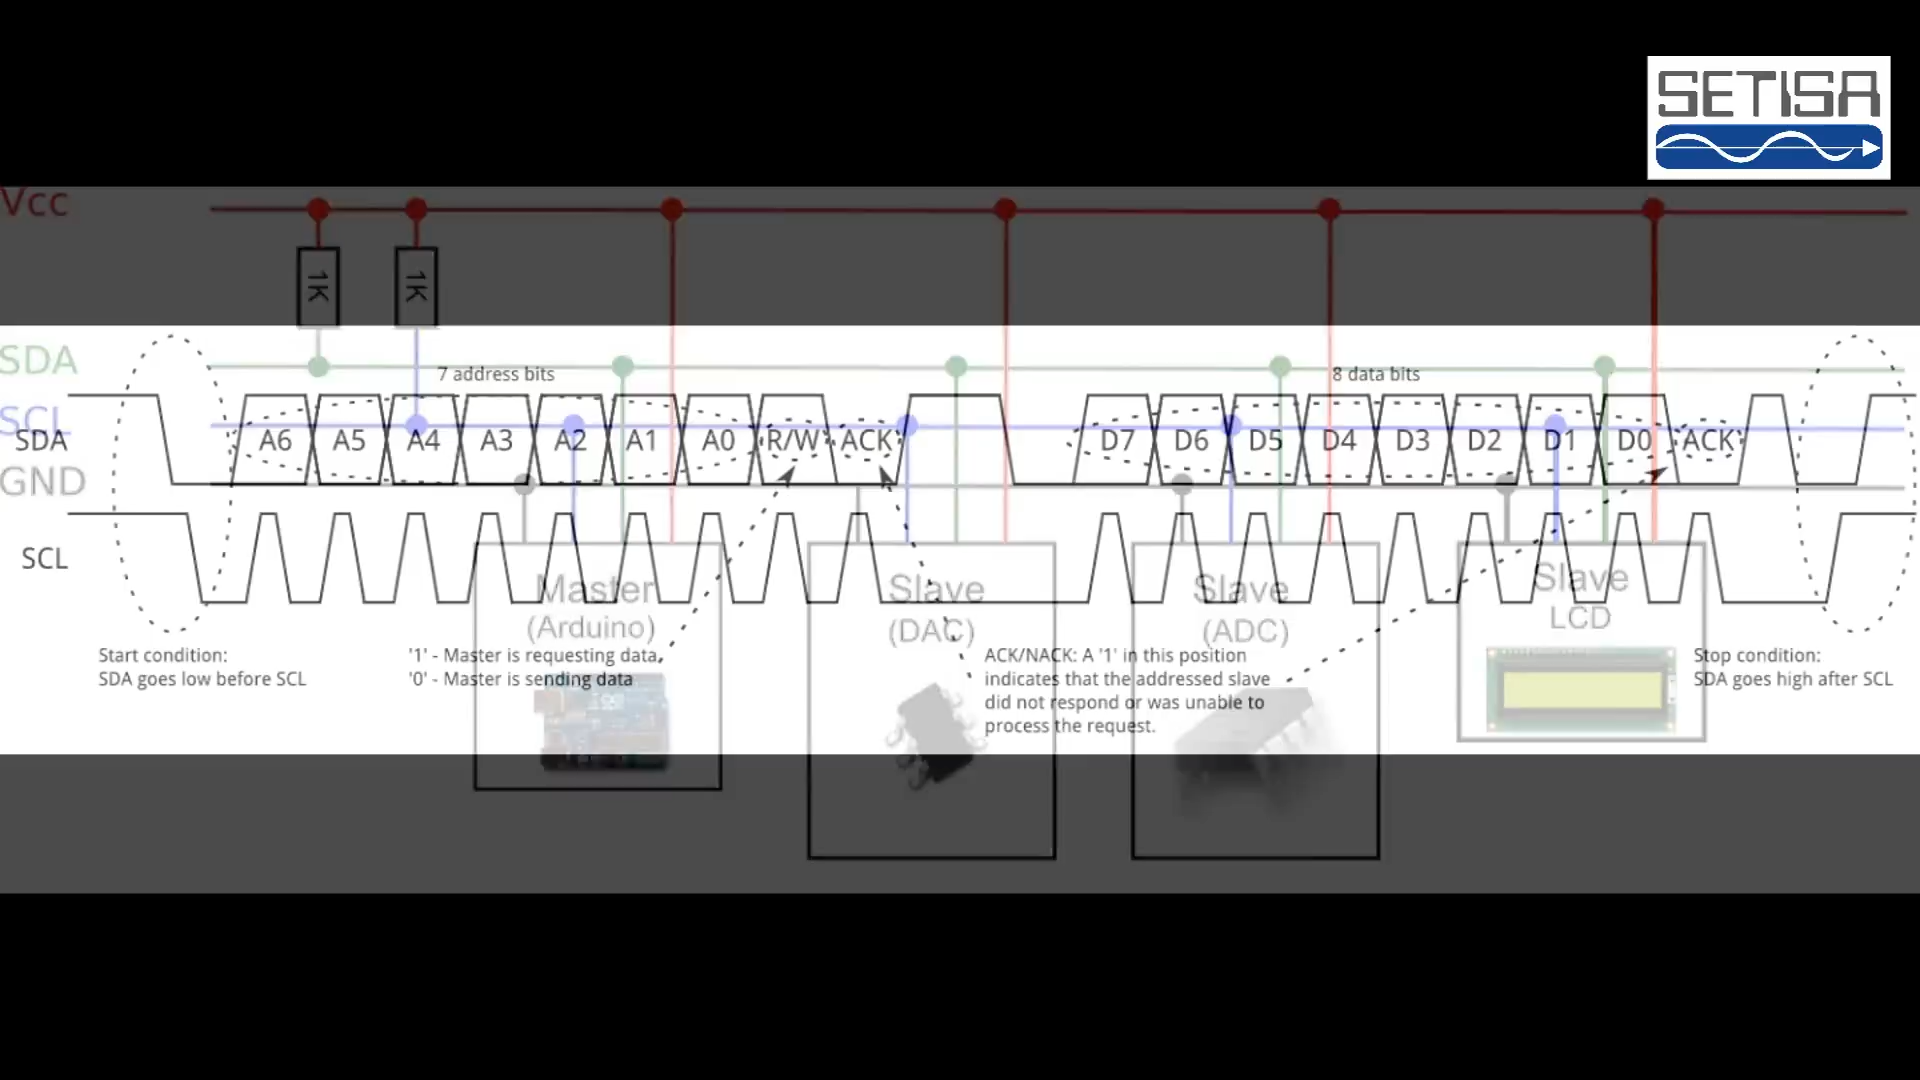 SETISA
Vcc
1K 1K
SDA
7 address bits
8 data bits
SCL
SDA
A6 A5 A4 A3 A2 A1 A0 R/W ACK
D7 D6 D5 D4 D3 D2 D1 D0 ACK
GND
SCL
Master
(Arduino)
Slave
(DAC)
Slave
(ADC)
Slave
LCD
Start condition:
SDA goes low before SCL
'1' - Master is requesting data
'0' - Master is sending data
ACK/NACK: A '1' in this position
indicates that the addressed slave
did not respond or was unable to
process the request.
Stop condition:
SDA goes high after SCL